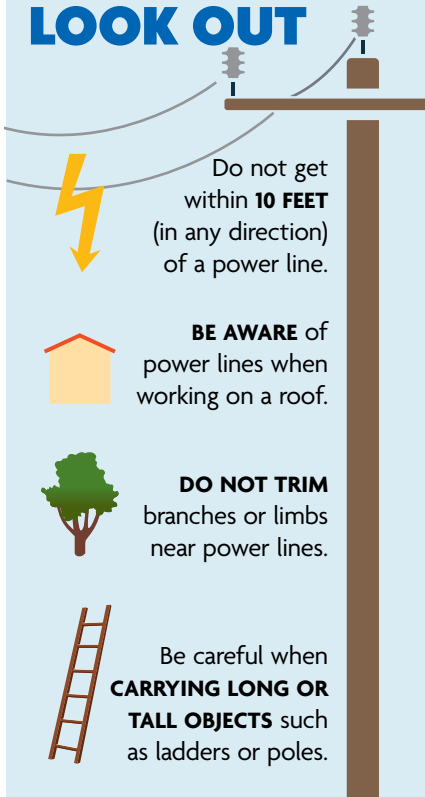 LOOK OUT
Do not get
within 10 FEET
(in any direction)
of a power line.
BE AWARE of
power lines when
working on a roof.
DO NOT TRIM
branches or limbs
near power lines.
Be careful when
CARRYING LONG OR
TALL OBJECTS such
as ladders or poles.